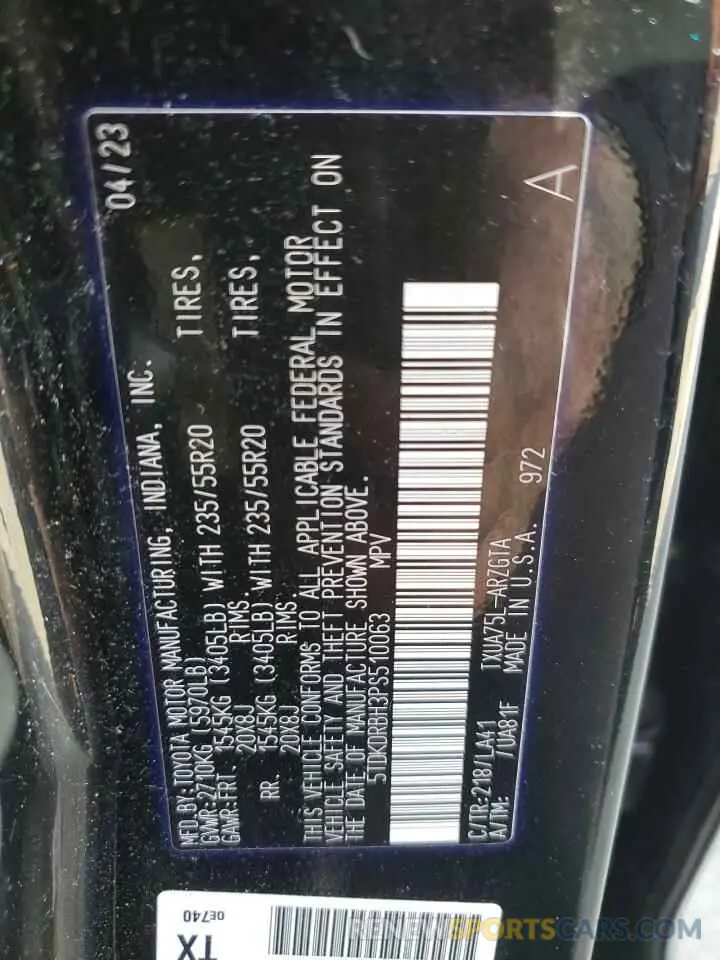 MFD.BY:TOYOTA MOTOR MANUFACTURING, INDIANA, INC. 04/23
GVWR:2710KG (5970LB)
GAWR:FRT. 1545KG (3405LB) WITH 235/55R20 TIRES,
20X8J RIMS.
RR. 1545KG (3405LB) WITH 235/55R20 TIRES,
20X8J RIMS.
THIS VEHICLE CONFORMS TO ALL APPLICABLE FEDERAL MOTOR
VEHICLE SAFETY AND THEFT PREVENTION STANDARDS IN EFFECT ON
THE DATE OF MANUFACTURE SHOWN ABOVE.
5TDKDRBH3PS510063 MPV
C/TR:218/LA41 TXUA75L-ARZGTA
A/TM: /UA81F MADE IN U.S.A. 972
A
TX
0E740
RENEWSPORTSCARS.COM